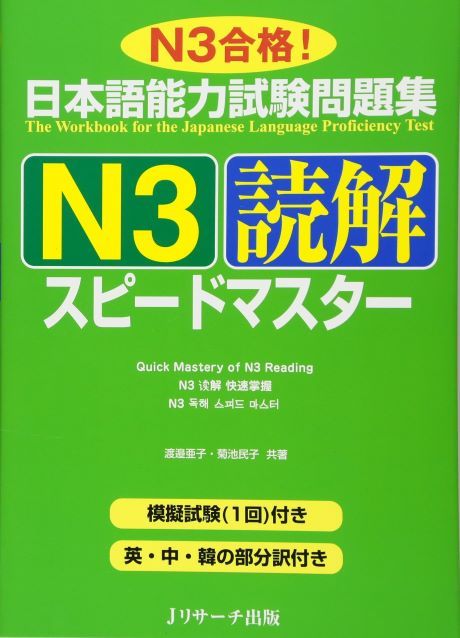 N3合格!
日本語能力試験問題集
The Workbook for the Japanese Language Proficiency Test
N3 読解
スピードマスター
Quick Mastery of N3 Reading
N3 读解 快速掌握
N3 독해 스피드 마스터
渡邉亜子・菊池民子 共著
模擬試験(1回)付き
英・中・韓の部分訳付き
Jリサーチ出版